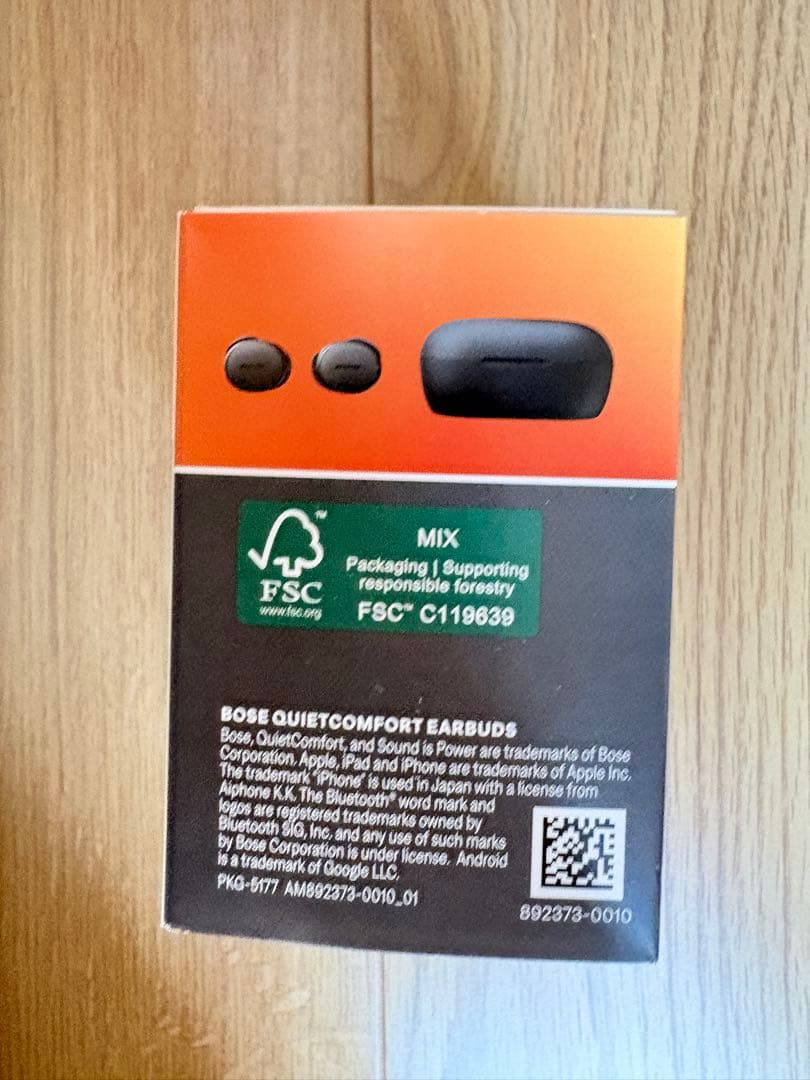 FSC™
www.fsc.org
MIX
Packaging | Supporting
responsible forestry
FSC™ C119639
BOSE QUIETCOMFORT EARBUDS
Bose, QuietComfort, and Sound is Power are trademarks of Bose
Corporation. Apple, iPad and iPhone are trademarks of Apple Inc.
The trademark "iPhone" is used in Japan with a license from
Aiphone K.K. The Bluetooth® word mark and
logos are registered trademarks owned by
Bluetooth SIG, Inc. and any use of such marks
by Bose Corporation is under license. Android
is a trademark of Google LLC.
PKG-5177 AM892373-0010_01
892373-0010